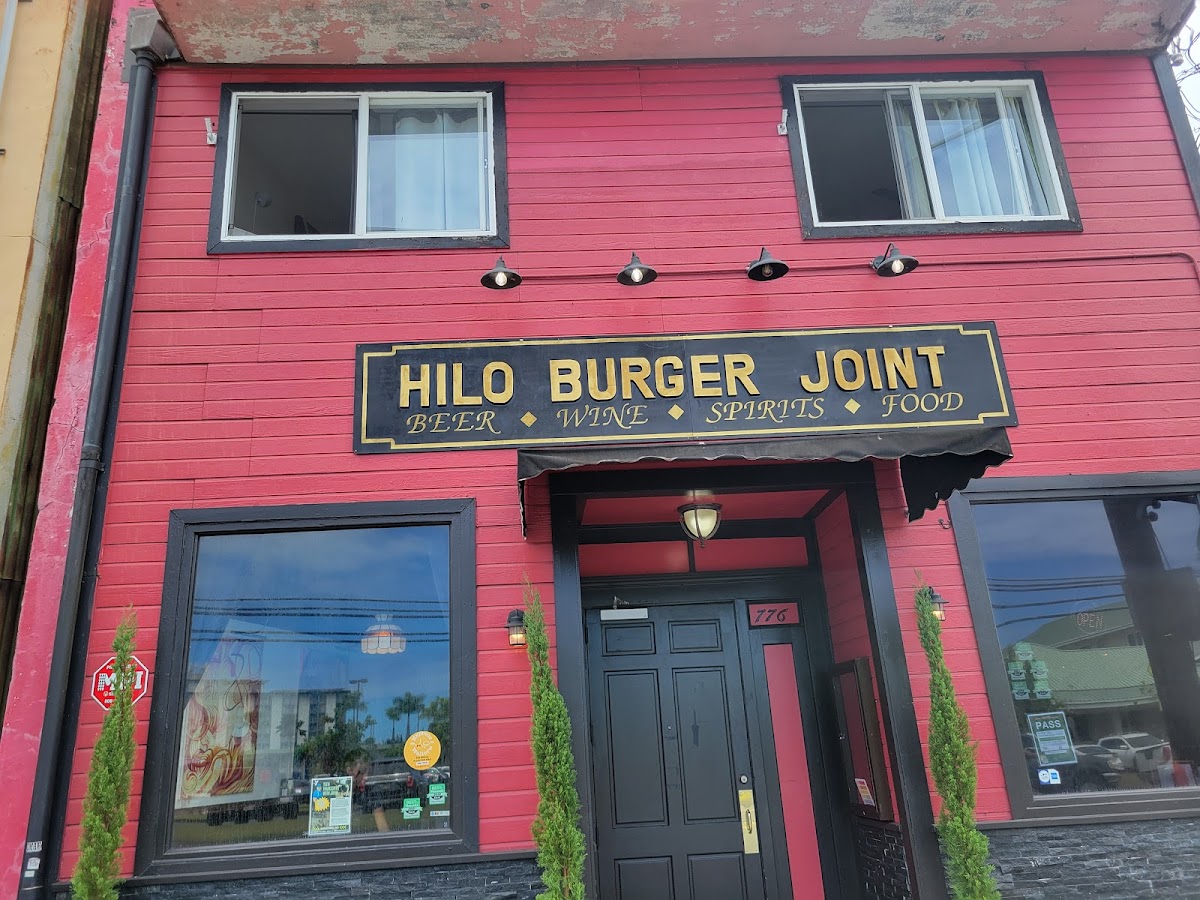 HILO BURGER JOINT
BEER ◆ WINE ◆ SPIRITS ◆ FOOD
776
OPEN
PASS